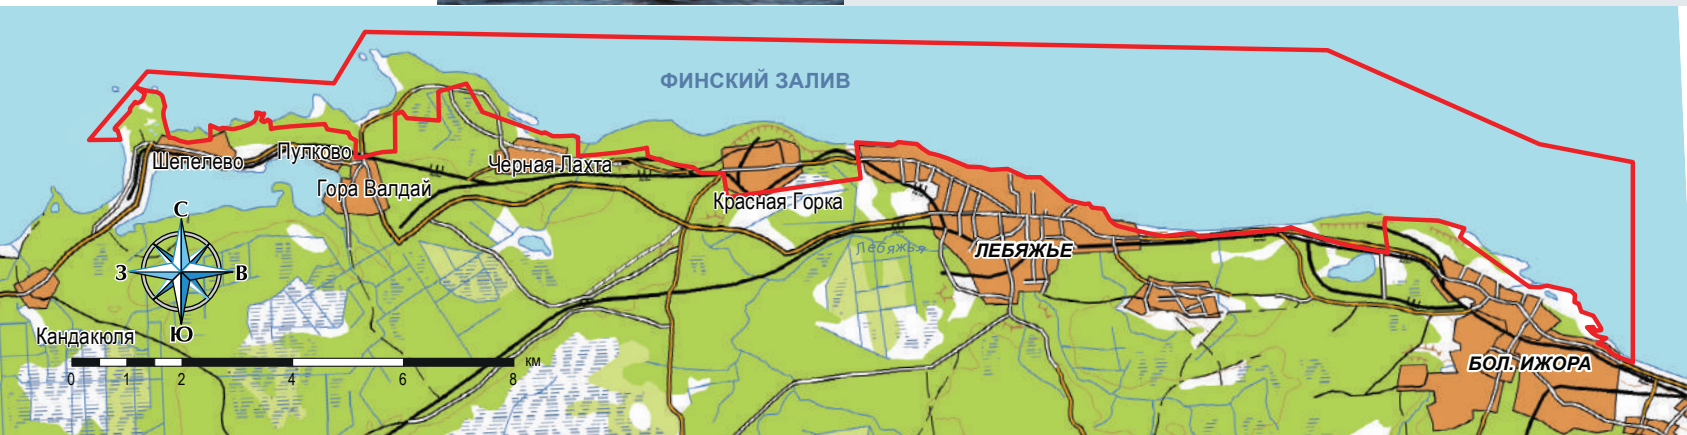 ФИНСКИЙ ЗАЛИВ
Шепелево
Пулково
Черная Лахта
Гора Валдай
Красная Горка
Лебяжья
ЛЕБЯЖЬЕ
С
З
В
Ю
Кандакюля
БОЛ. ИЖОРА
км
0 1 2 4 6 8